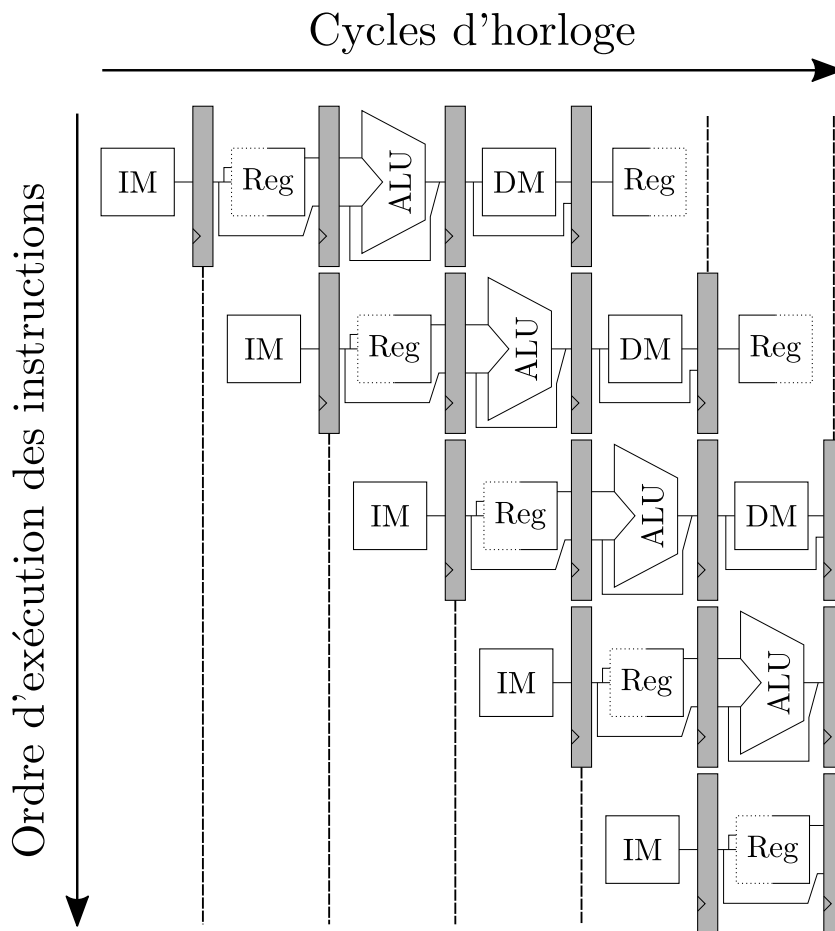 Cycles d'horloge
Ordre d'exécution des instructions
IM Reg ALU DM Reg
IM Reg ALU DM Reg
IM Reg ALU DM
IM Reg ALU
IM Reg